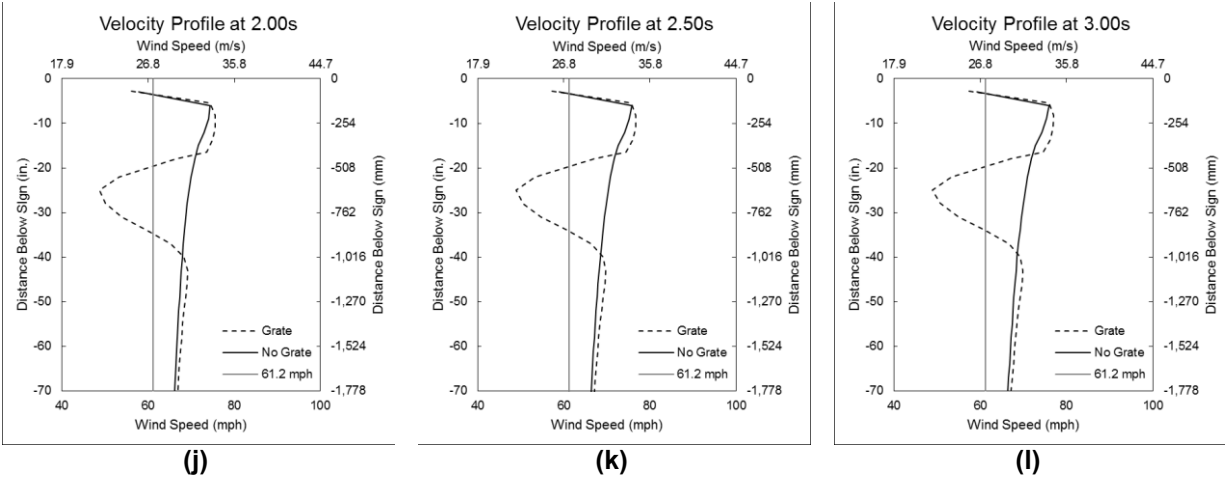 Velocity Profile at 2.00s
Wind Speed (m/s)
17.9 26.8 35.8 44.7
0 0
-10 -254
-20 -508
-30 -762
-40 -1,016
-50 -1,270
-60 -1,524
-70 -1,778
Distance Below Sign (in.)
Distance Below Sign (mm)
Grate
No Grate
61.2 mph
40 60 80 100
Wind Speed (mph)
(j)
Velocity Profile at 2.50s
Wind Speed (m/s)
17.9 26.8 35.8 44.7
0 0
-10 -254
-20 -508
-30 -762
-40 -1,016
-50 -1,270
-60 -1,524
-70 -1,778
Distance Below Sign (in.)
Distance Below Sign (mm)
Grate
No Grate
61.2 mph
40 60 80 100
Wind Speed (mph)
(k)
Velocity Profile at 3.00s
Wind Speed (m/s)
17.9 26.8 35.8 44.7
0 0
-10 -254
-20 -508
-30 -762
-40 -1,016
-50 -1,270
-60 -1,524
-70 -1,778
Distance Below Sign (in.)
Distance Below Sign (mm)
Grate
No Grate
61.2 mph
40 60 80 100
Wind Speed (mph)
(l)